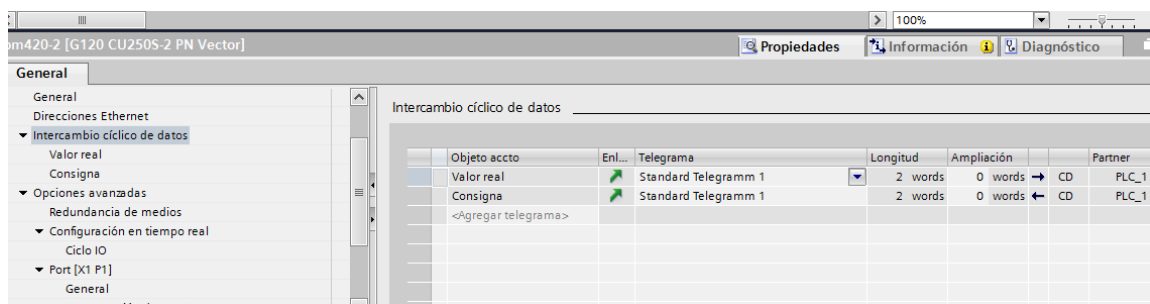 100%
om420-2 [G120 CU250S-2 PN Vector]
Propiedades Información Diagnóstico
General
General
Direcciones Ethernet
Intercambio cíclico de datos
Valor real
Consigna
Opciones avanzadas
Redundancia de medios
Configuración en tiempo real
Ciclo IO
Port [X1 P1]
General
Intercambio cíclico de datos
Objeto accto Enl... Telegrama Longitud Ampliación Partner
Valor real Standard Telegramm 1 2 words 0 words CD PLC_1
Consigna Standard Telegramm 1 2 words 0 words CD PLC_1
<Agregar telegrama>